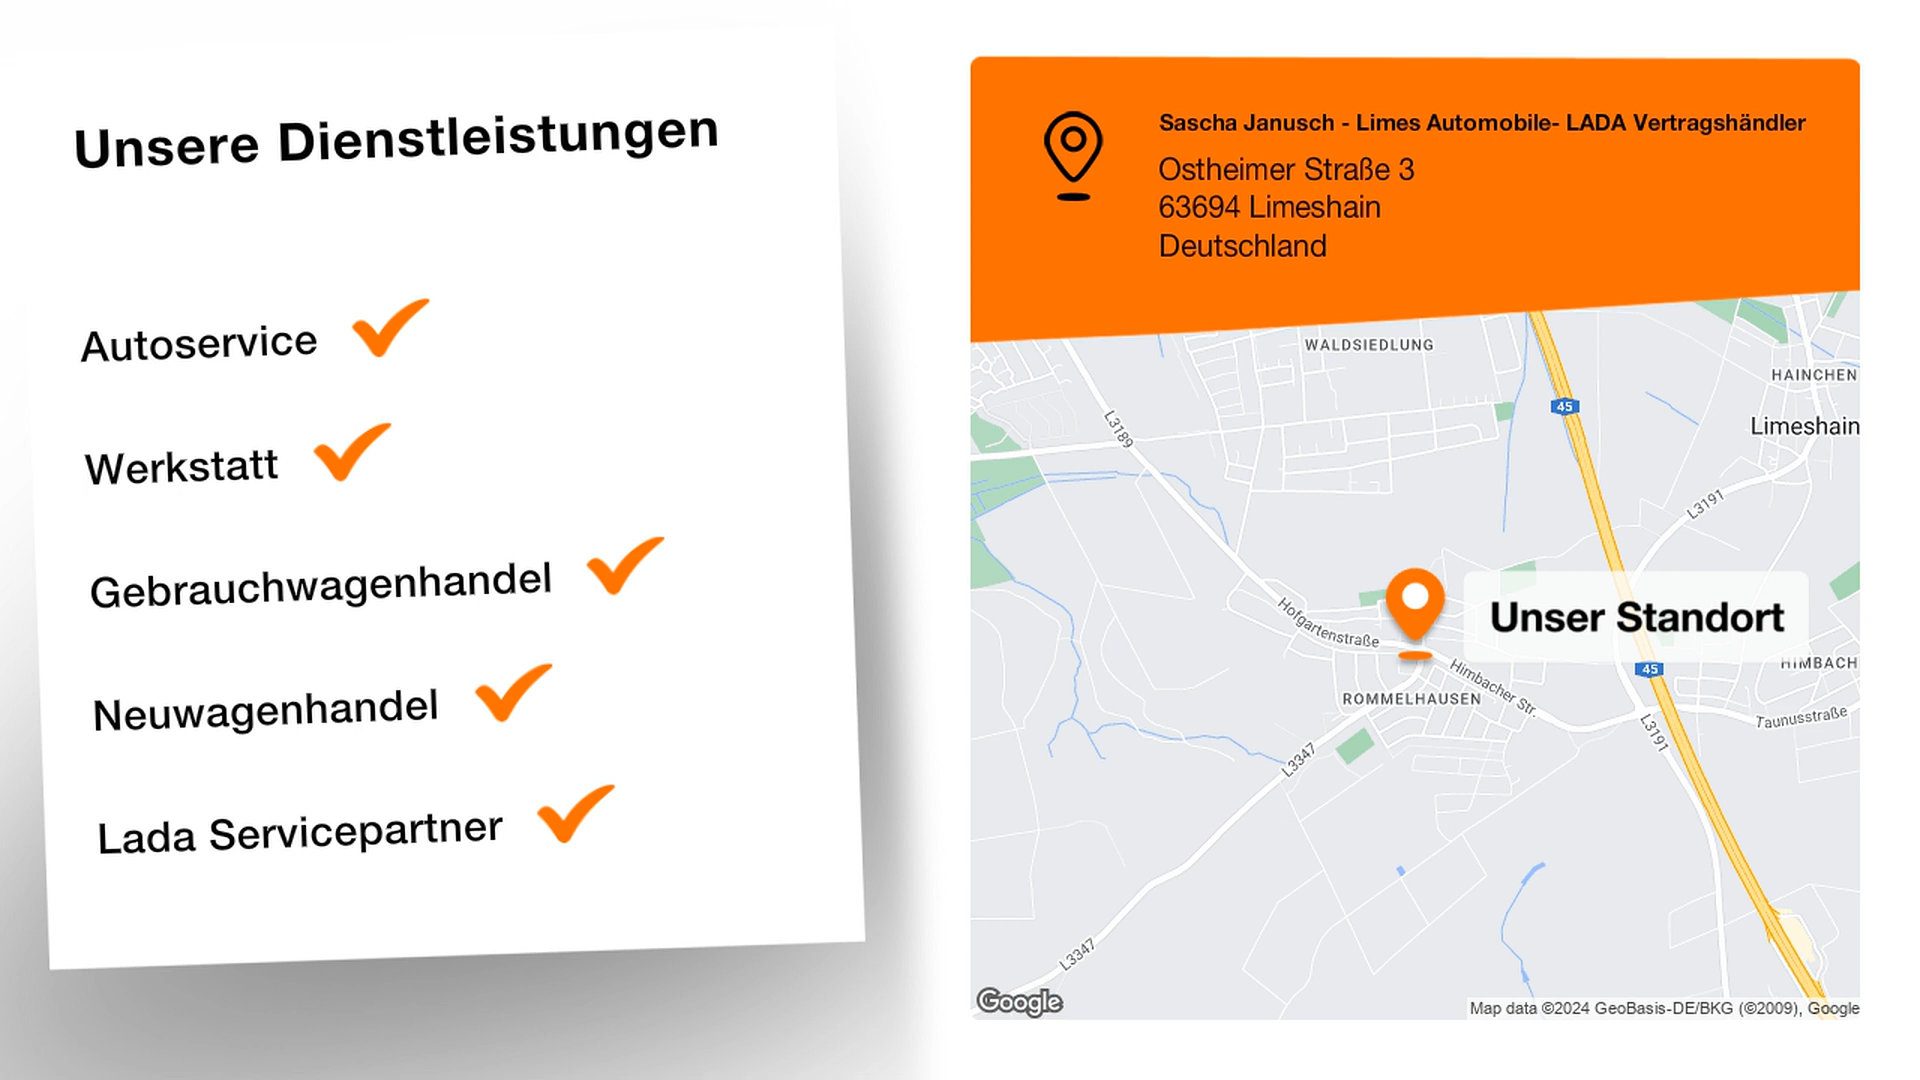 Unsere Dienstleistungen
Autoservice
Werkstatt
Gebrauchwagenhandel
Neuwagenhandel
Lada Servicepartner
Sascha Janusch - Limes Automobile- LADA Vertragshändler
Ostheimer Straße 3
63694 Limeshain
Deutschland
WALDSIEDLUNG
HAINCHEN
45
L3189
Limeshain
L3191
Hofgartenstraße
Unser Standort
Himbacher Str.
HIMBACH
45
ROMMELHAUSEN
Taunusstraße
L3191
L3347
L3347
Google
Map data ©2024 GeoBasis-DE/BKG (©2009), Google